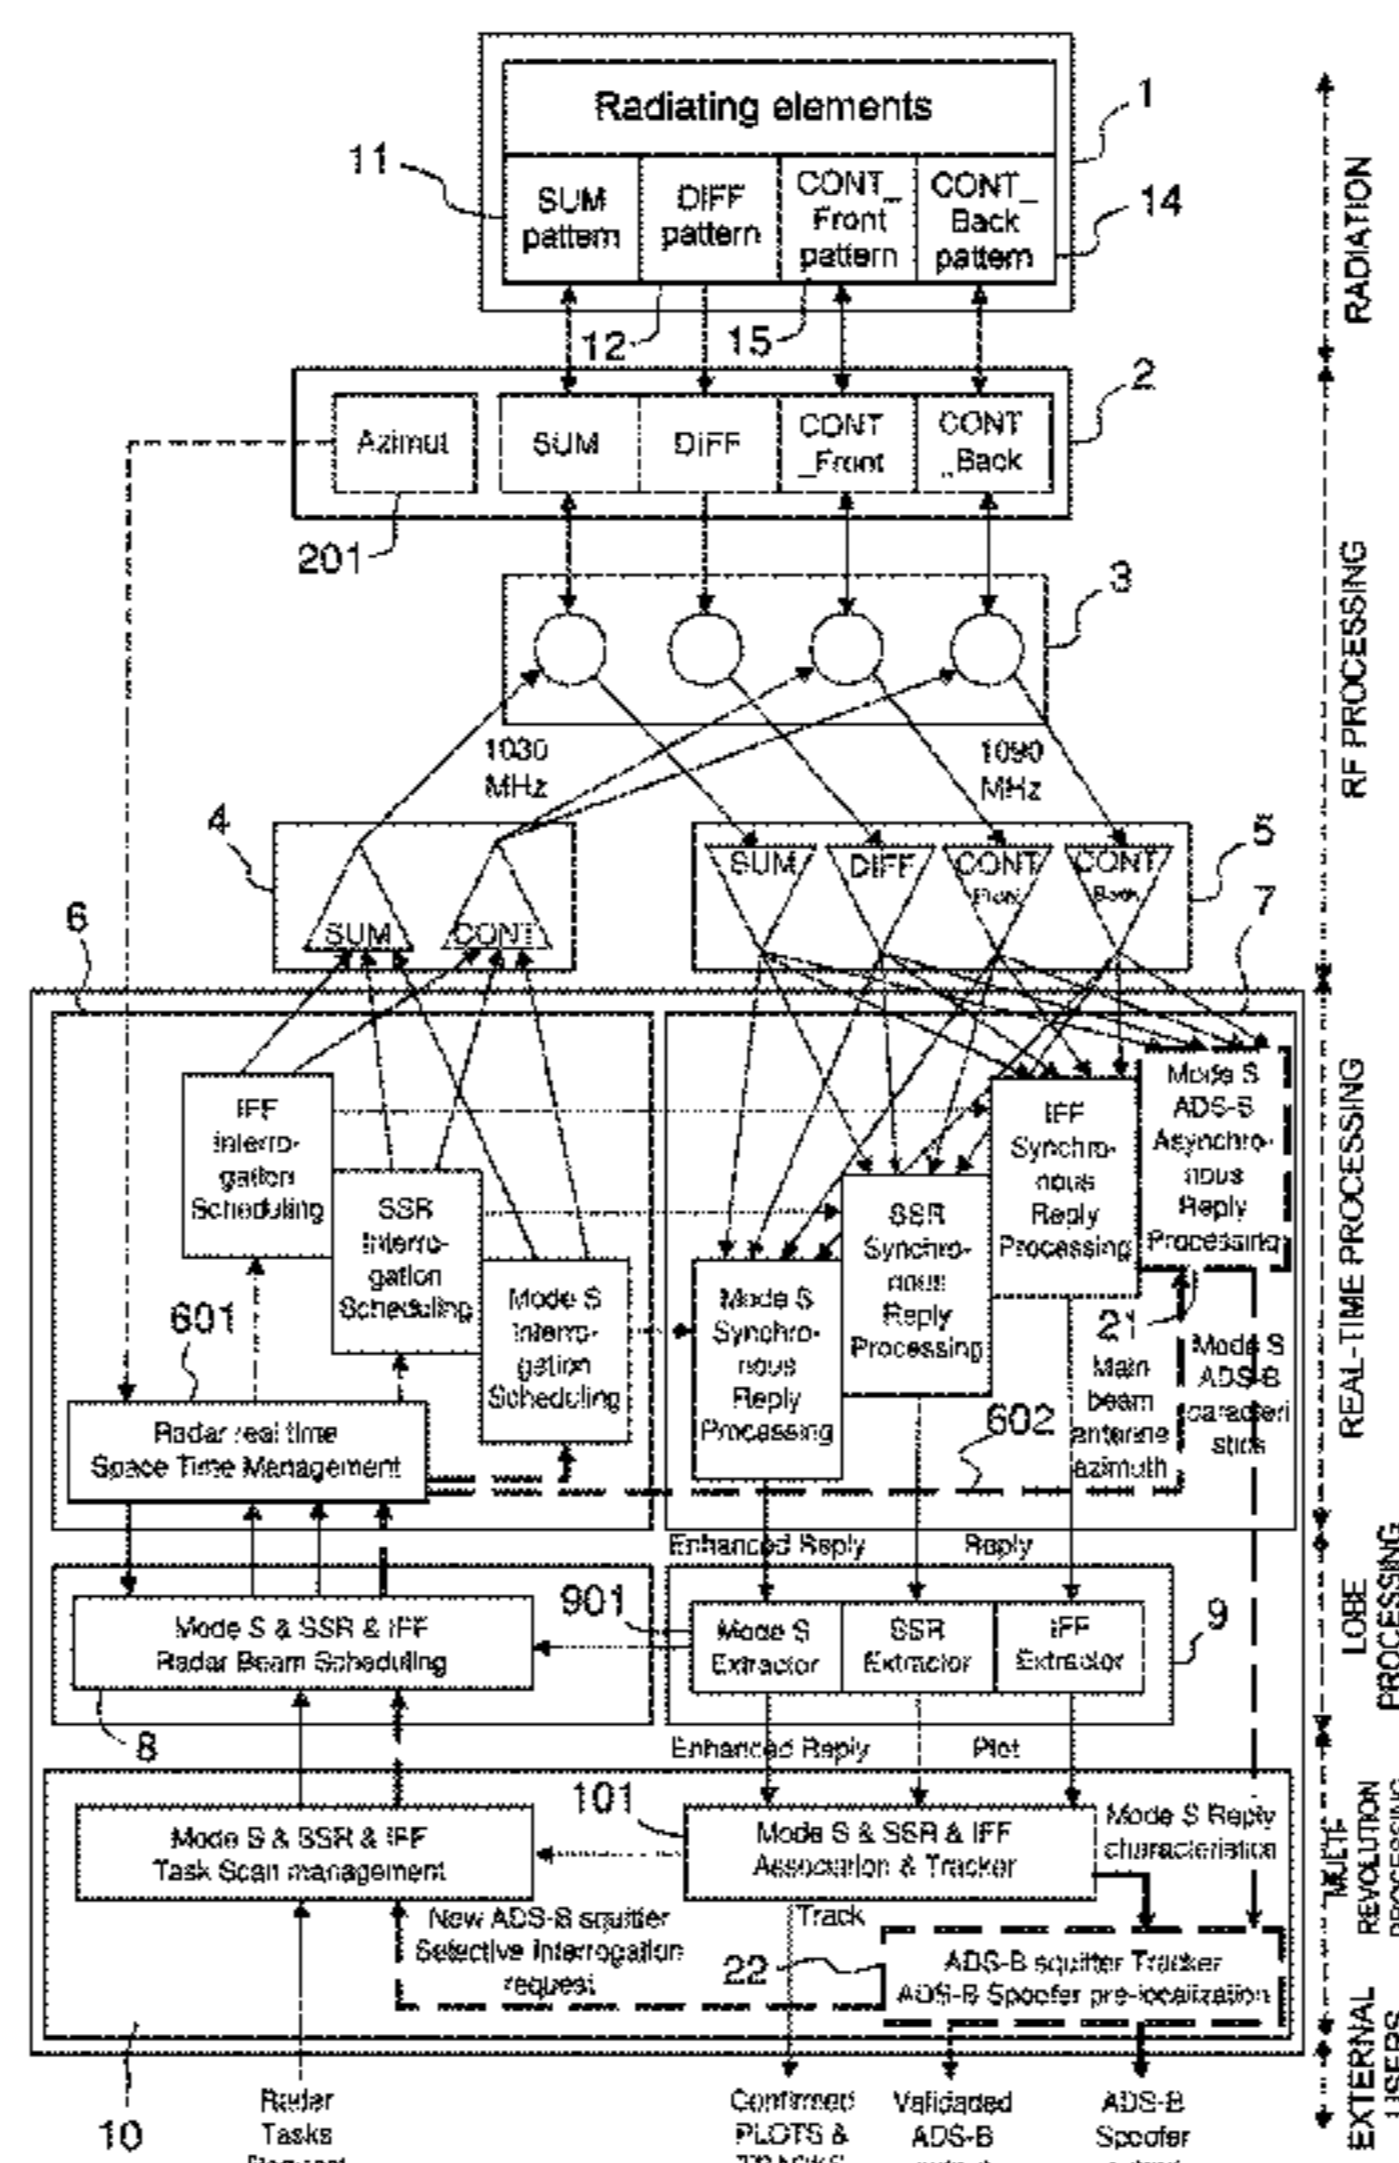 Radiating elements
1
11
SUM
pattern
DIFF
pattern
CONT_
Front
pattern
CONT_
Back
pattern
14
12
15
RADIATION
2
Azimut
SUM
DIFF
CONT
_Front
CONT
_Back
201
3
RF PROCESSING
1030
MHz
1090
MHz
4
SUM
CONT
SUM
DIFF
CONT
Front
CONT
Back
5
6
7
IFF
Interro-
gation
Scheduling
SSR
Interro-
gation
Scheduling
Mode S
Interro-
gation
Scheduling
601
Radar real time
Space Time Management
Mode S
Synchro-
nous
Reply
Processing
SSR
Synchro-
nous
Reply
Processing
IFF
Synchro-
nous
Reply
Processing
Mode S
ADS-B
Asynchro-
nous
Reply
Processing
21
Main
beam
antenne
azimuth
Mode S
ADS-B
caracteri
stics
602
REAL-TIME PROCESSING
Enhanced Reply
Reply
Mode S & SSR & IFF
Radar Beam Scheduling
8
901
Mode S
Extractor
SSR
Extractor
IFF
Extractor
9
LOBE
PROCESSING
Enhanced Reply
Plot
Mode S & SSR & IFF
Task Scan management
101
Mode S & SSR & IFF
Association & Tracker
Mode S Reply
characteristics
Track
New ADS-B squitter
Selective Interrogation
request
22
ADS-B squitter Tracker
ADS-B Spoofer pre-localization
REVOLUTION
10
EXTERNAL
USERS
Radar
Tasks
Confirmed
PLOTS &
Validaded
ADS-B
ADS-B
Spoofer